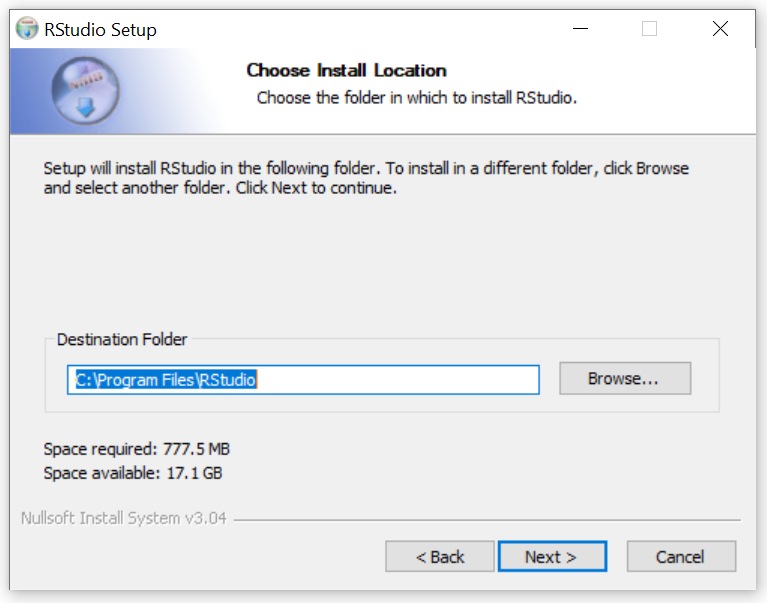 RStudio Setup
Choose Install Location
Choose the folder in which to install RStudio.
Setup will install RStudio in the following folder. To install in a different folder, click Browse
and select another folder. Click Next to continue.
Destination Folder
C:\Program Files\RStudio
Browse...
Space required: 777.5 MB
Space available: 17.1 GB
Nullsoft Install System v3.04
< Back
Next >
Cancel